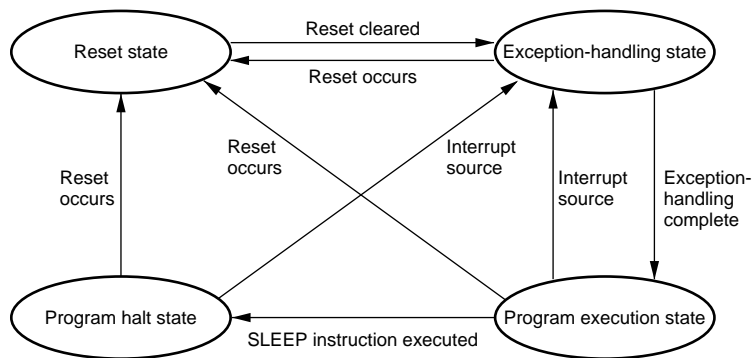 Reset state
Reset cleared
Exception-handling state
Reset occurs
Reset
occurs
Reset
occurs
Interrupt
source
Interrupt
source
Exception-
handling
complete
Program halt state
Program execution state
SLEEP instruction executed